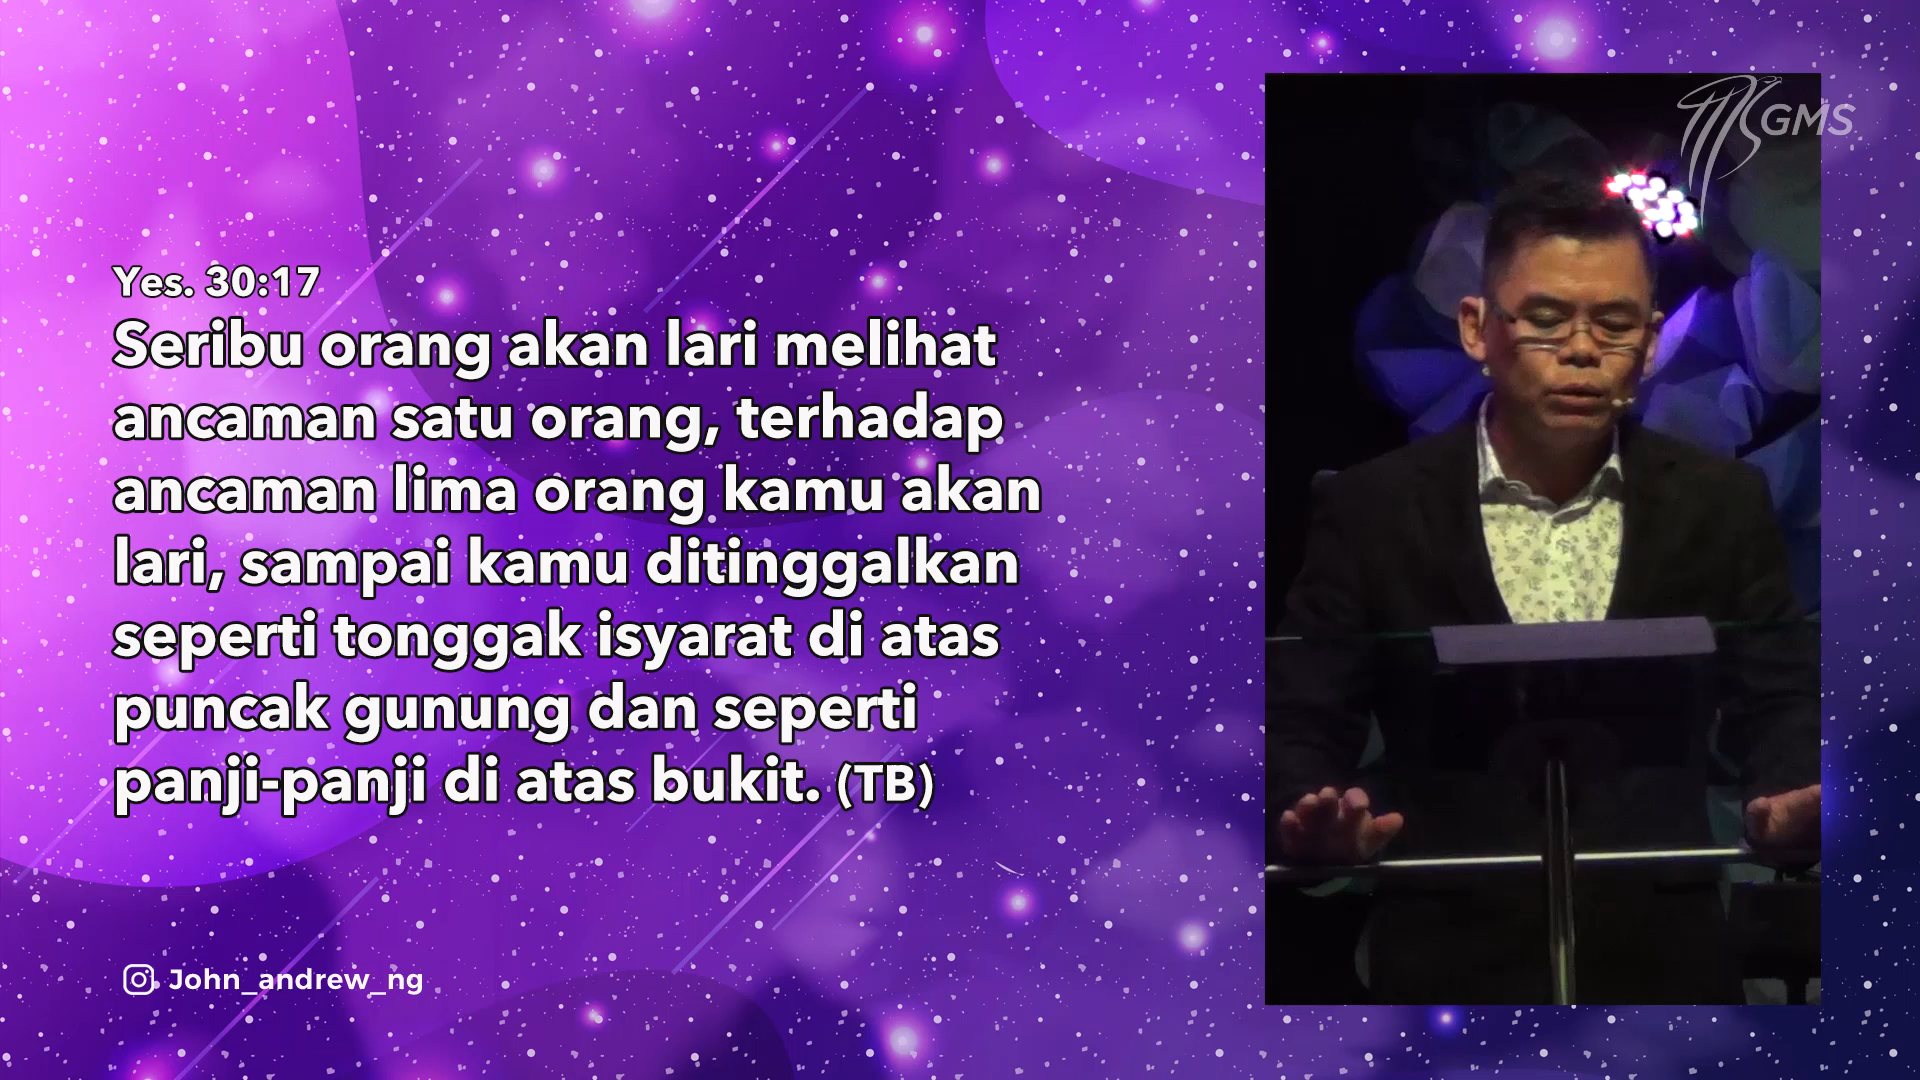 GMS
Yes. 30:17
Seribu orang akan lari melihat
ancaman satu orang, terhadap
ancaman lima orang kamu akan
lari, sampai kamu ditinggalkan
seperti tonggak isyarat di atas
puncak gunung dan seperti
panji-panji di atas bukit. (TB)
John_andrew_ng